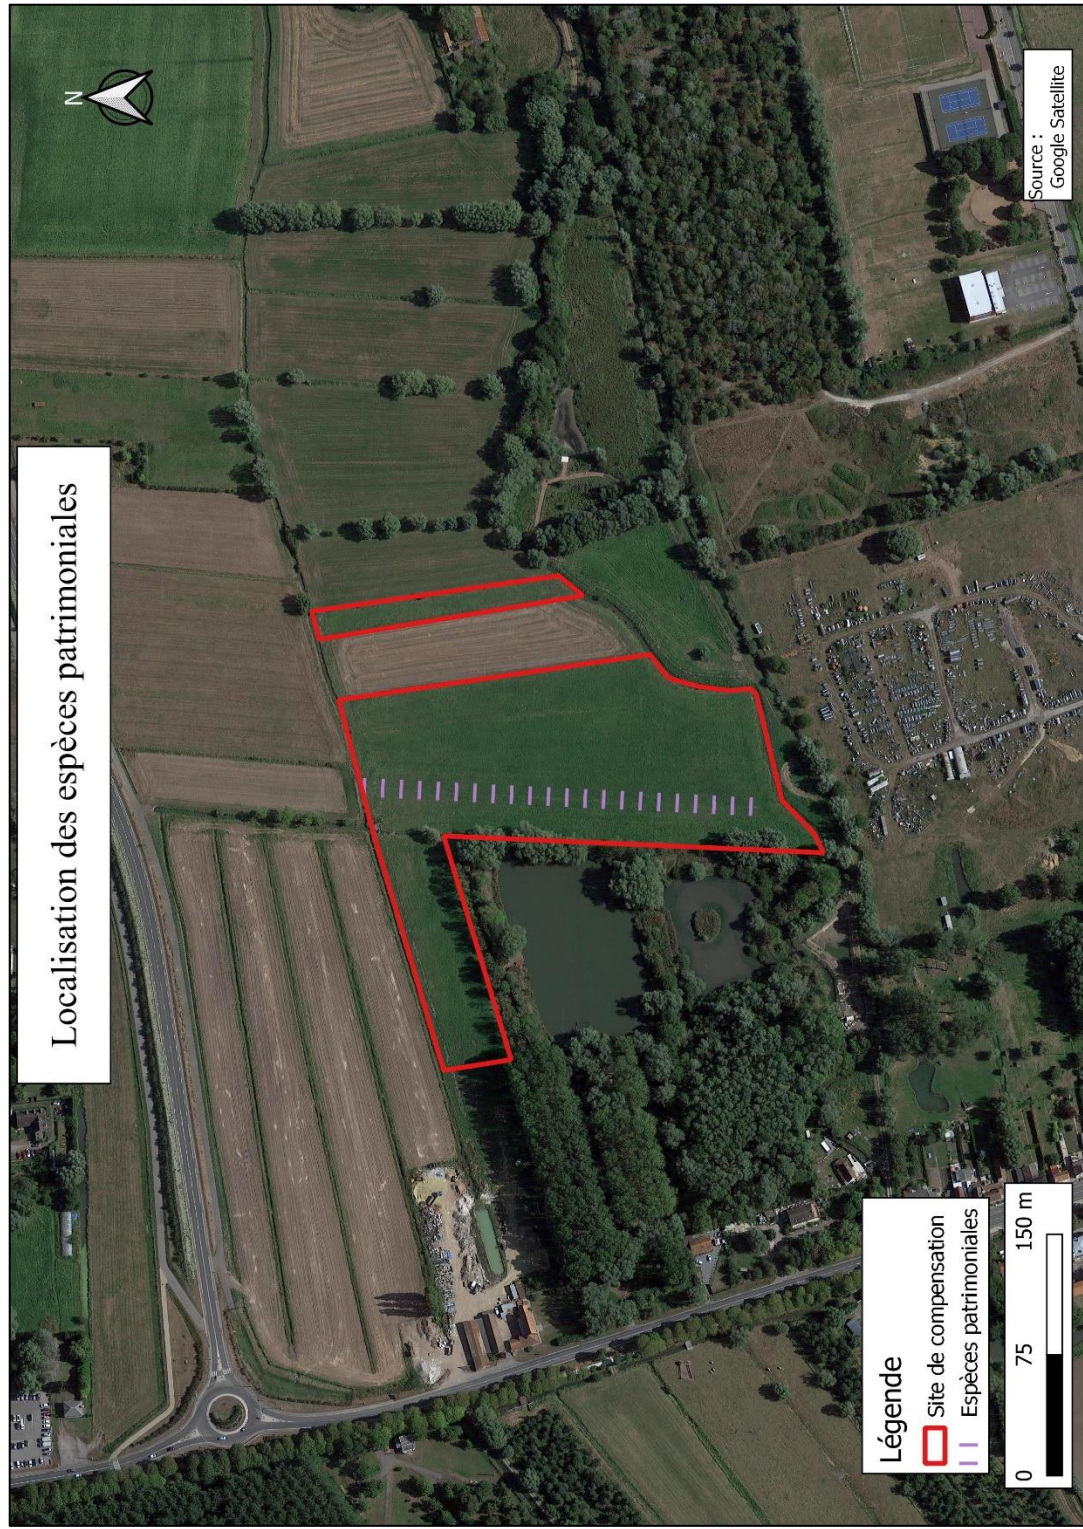 Localisation des espèces patrimoniales
N
Légende
Site de compensation
Espèces patrimoniales
0 75 150 m
Source :
Google Satellite